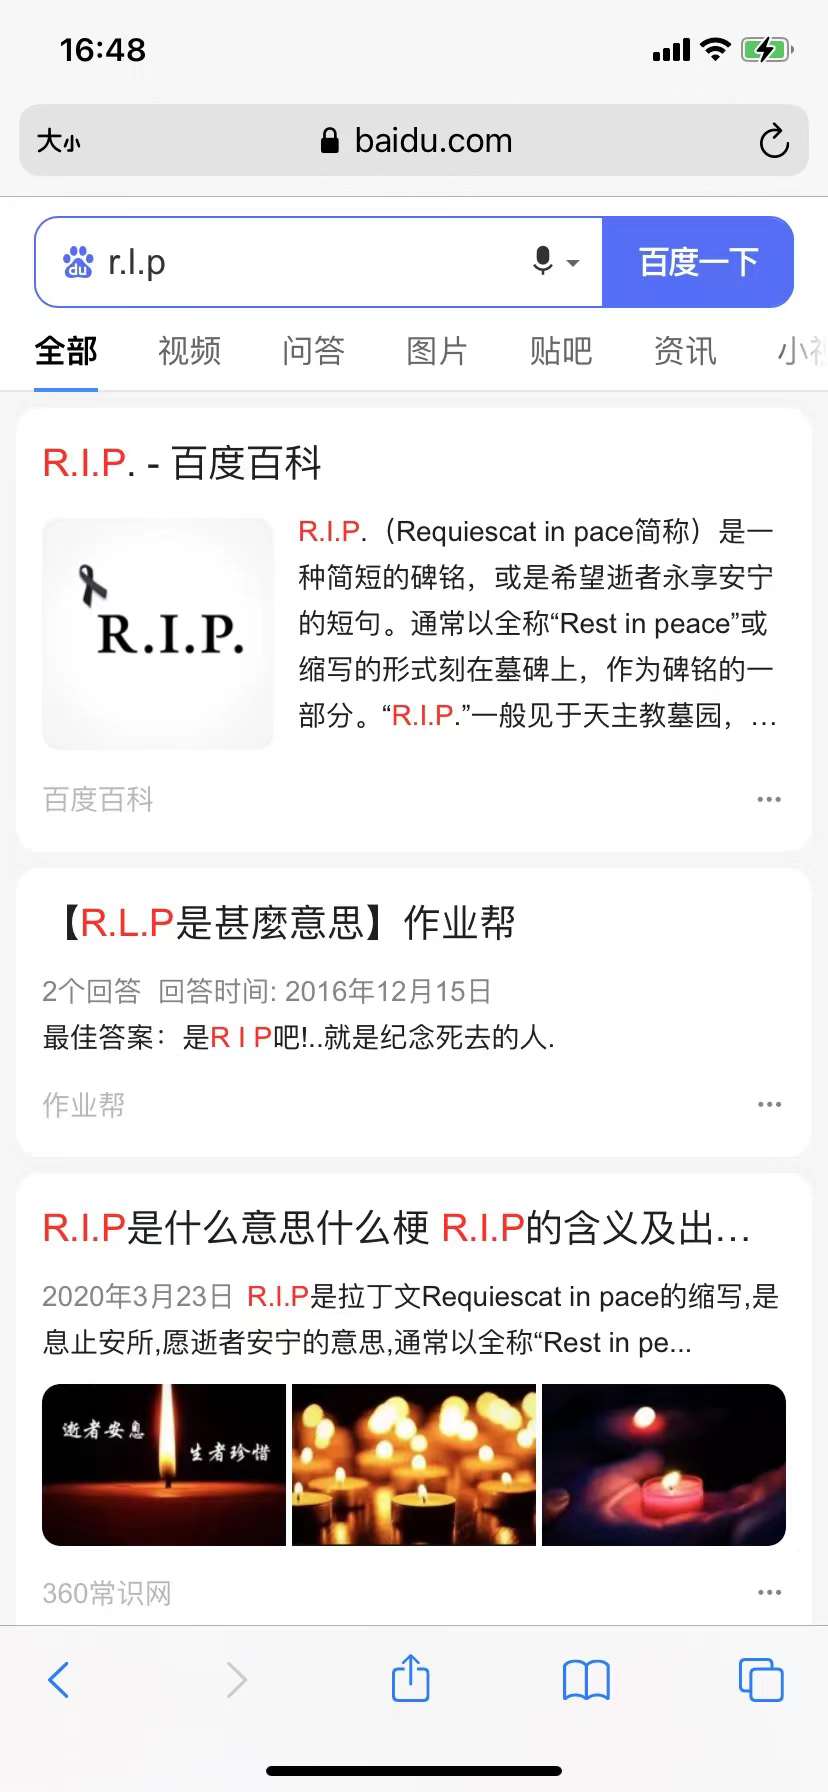 16:48
大小
baidu.com
du
r.l.p
百度一下
全部 视频 问答 图片 贴吧 资讯 小
R.I.P. - 百度百科
R.I.P.
R.I.P.（Requiescat in pace简称）是一
种简短的碑铭，或是希望逝者永享安宁
的短句。通常以全称“Rest in peace”或
缩写的形式刻在墓碑上，作为碑铭的一
部分。“R.I.P.”一般见于天主教墓园，...
百度百科
【R.L.P是甚麼意思】作业帮
2个回答 回答时间: 2016年12月15日
最佳答案：是R I P吧!..就是纪念死去的人.
作业帮
R.I.P是什么意思什么梗 R.I.P的含义及出...
2020年3月23日 R.I.P是拉丁文Requiescat in pace的缩写,是
息止安所,愿逝者安宁的意思,通常以全称“Rest in pe...
逝者安息
生者珍惜
360常识网